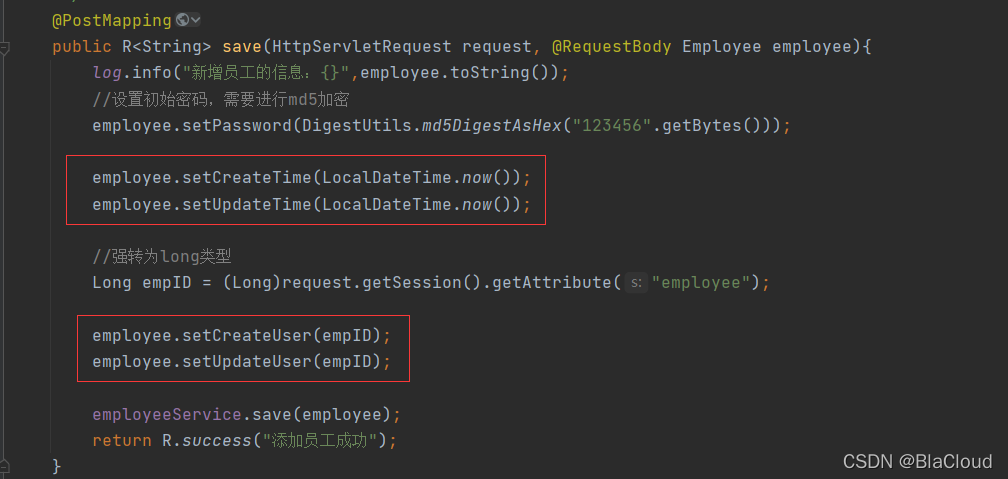 @PostMapping
public R<String> save(HttpServletRequest request, @RequestBody Employee employee){
log.info("新增员工的信息：{}",employee.toString());
//设置初始密码，需要进行md5加密
employee.setPassword(DigestUtils.md5DigestAsHex("123456".getBytes()));
employee.setCreateTime(LocalDateTime.now());
employee.setUpdateTime(LocalDateTime.now());
//强转为long类型
Long empID = (Long)request.getSession().getAttribute( s: "employee");
employee.setCreateUser(empID);
employee.setUpdateUser(empID);
employeeService.save(employee);
return R.success("添加员工成功");
}
CSDN @BlaCloud